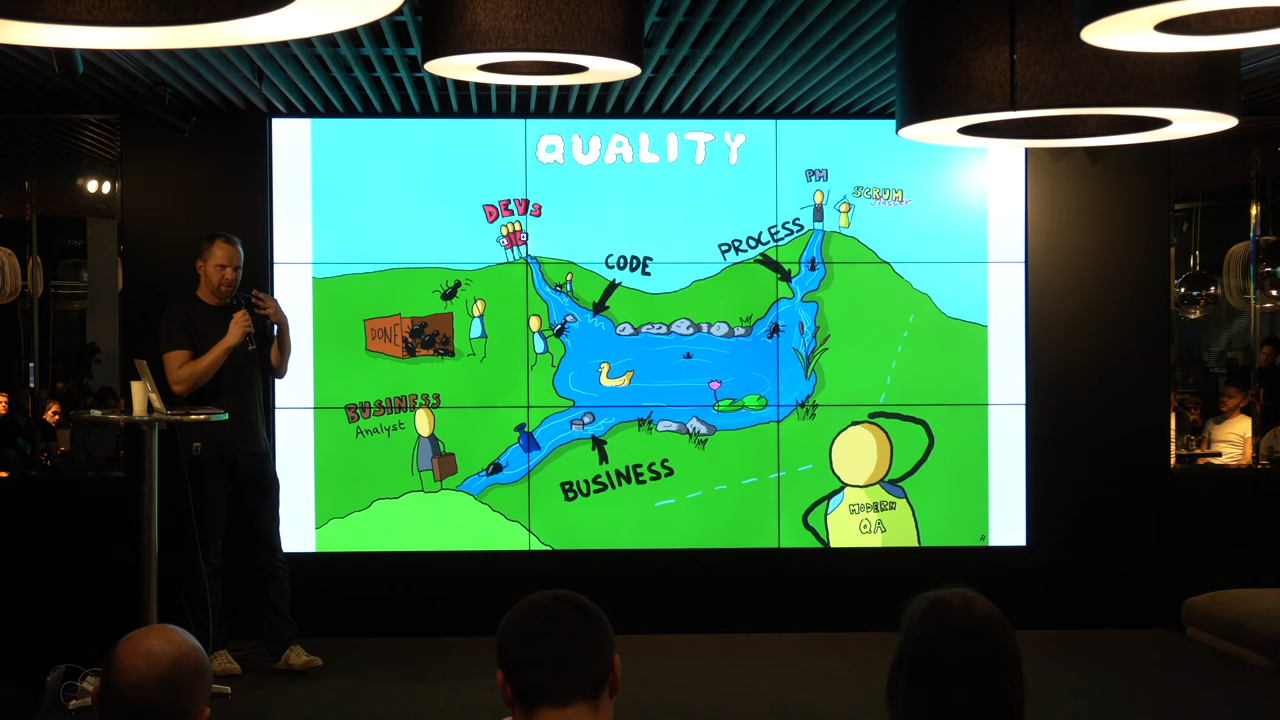 QUALITY
PM
SCRUM
Master
DEVs
PROCESS
CODE
DONE
BUSINESS
Analyst
BUSINESS
MODERN
QA